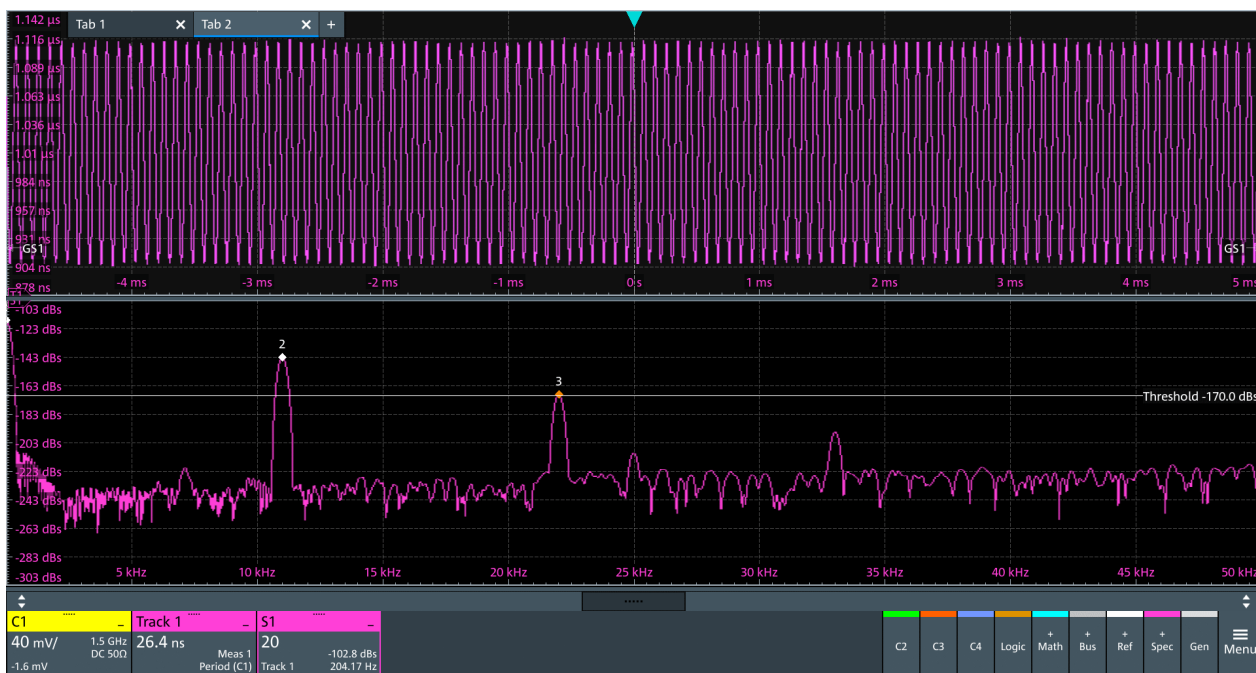 1.142 µs
Tab 1 ✕ Tab 2 ✕ +
1.116 µs
1.089 µs
1.063 µs
1.036 µs
1.01 µs
984 ns
957 ns
931 ns
GS1 GS1
904 ns
878 ns
-4 ms -3 ms -2 ms -1 ms 0s 1 ms 2 ms 3 ms 4 ms 5 ms
-103 dBs
-123 dBs
2
-143 dBs
-163 dBs
3
Threshold -170.0 dBs
-183 dBs
-203 dBs
-223 dBs
-243 dBs
-263 dBs
-283 dBs
-303 dBs
5 kHz 10 kHz 15 kHz 20 kHz 25 kHz 30 kHz 35 kHz 40 kHz 45 kHz 50 kHz
C1 Track 1 S1
40 mV/ 1.5 GHz 26.4 ns 20
DC 50Ω Meas 1 -102.8 dBs
-1.6 mV Period (C1) Track 1 204.17 Hz
C2 C3 C4 Logic + Math + Bus + Ref + Spec Gen Menu